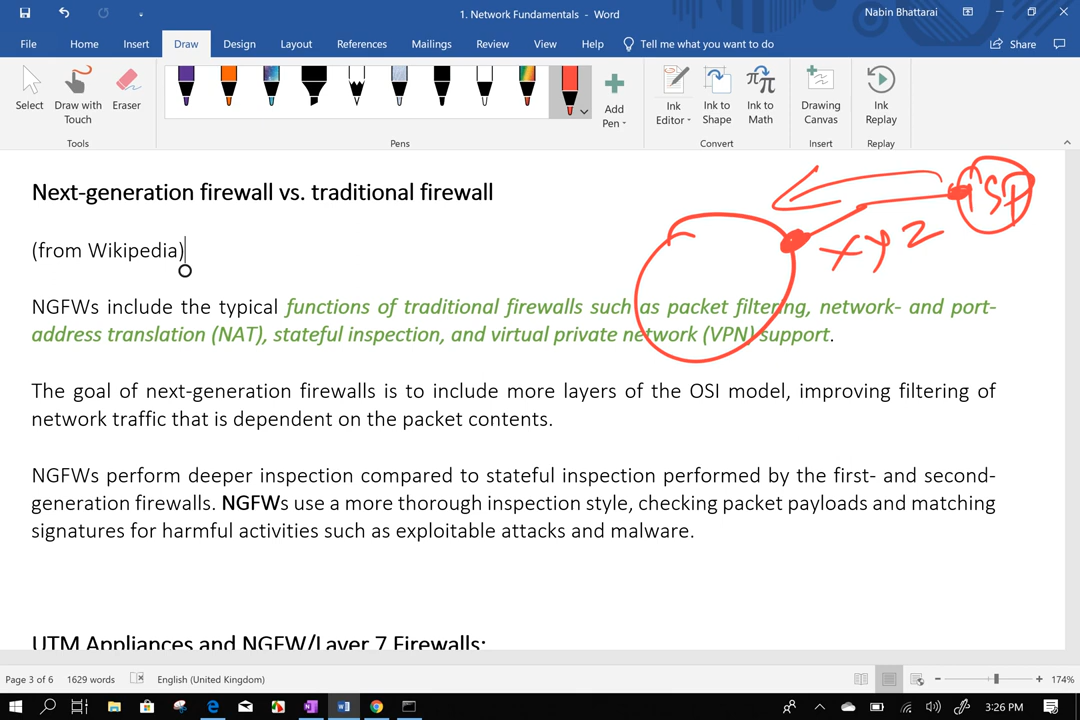 1. Network Fundamentals - Word
Nabin Bhattarai
File Home Insert Draw Design Layout References Mailings Review View Help Tell me what you want to do Share
Select Draw with Touch Eraser Add Pen Ink Editor Ink to Shape Ink to Math Drawing Canvas Ink Replay
Tools Pens Convert Insert Replay
Next-generation firewall vs. traditional firewall
ISP
xyz
(from Wikipedia)
NGFWs include the typical functions of traditional firewalls such as packet filtering, network- and port-
address translation (NAT), stateful inspection, and virtual private network (VPN) support.
The goal of next-generation firewalls is to include more layers of the OSI model, improving filtering of
network traffic that is dependent on the packet contents.
NGFWs perform deeper inspection compared to stateful inspection performed by the first- and second-
generation firewalls. NGFWs use a more thorough inspection style, checking packet payloads and matching
signatures for harmful activities such as exploitable attacks and malware.
UTM Appliances and NGFW/Layer 7 Firewalls:
Page 3 of 6 1629 words English (United Kingdom) 174%
3:26 PM